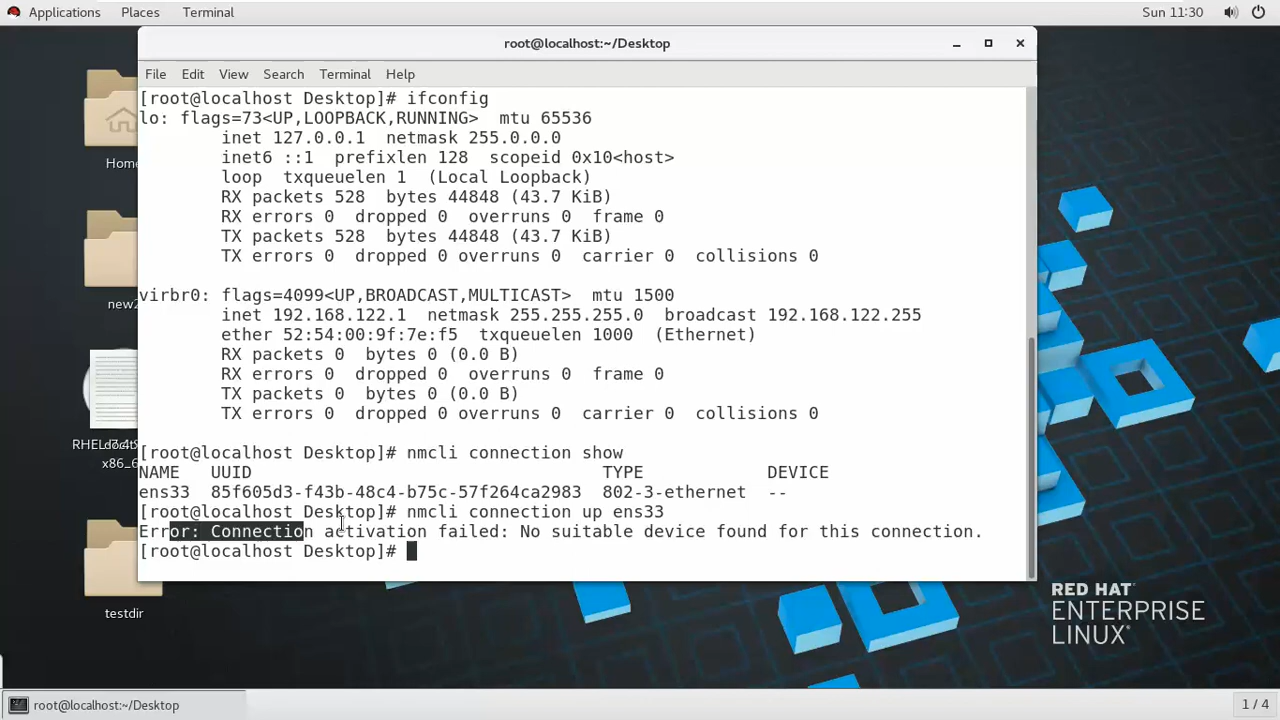 Applications Places Terminal Sun 11:30
root@localhost:~/Desktop
File Edit View Search Terminal Help
[root@localhost Desktop]# ifconfig
lo: flags=73<UP,LOOPBACK,RUNNING>  mtu 65536
        inet 127.0.0.1  netmask 255.0.0.0
        inet6 ::1  prefixlen 128  scopeid 0x10<host>
        loop  txqueuelen 1  (Local Loopback)
        RX packets 528  bytes 44848 (43.7 KiB)
        RX errors 0  dropped 0  overruns 0  frame 0
        TX packets 528  bytes 44848 (43.7 KiB)
        TX errors 0  dropped 0 overruns 0  carrier 0  collisions 0
virbr0: flags=4099<UP,BROADCAST,MULTICAST>  mtu 1500
        inet 192.168.122.1  netmask 255.255.255.0  broadcast 192.168.122.255
        ether 52:54:00:9f:7e:f5  txqueuelen 1000  (Ethernet)
        RX packets 0  bytes 0 (0.0 B)
        RX errors 0  dropped 0  overruns 0  frame 0
        TX packets 0  bytes 0 (0.0 B)
        TX errors 0  dropped 0 overruns 0  carrier 0  collisions 0
[root@localhost Desktop]# nmcli connection show
NAME   UUID                                  TYPE            DEVICE
ens33  85f605d3-f43b-48c4-b75c-57f264ca2983  802-3-ethernet  --
[root@localhost Desktop]# nmcli connection up ens33
Error: Connection activation failed: No suitable device found for this connection.
[root@localhost Desktop]#
Home
new2
x86_6
testdir
RED HAT
ENTERPRISE
LINUX
root@localhost:~/Desktop
1 / 4